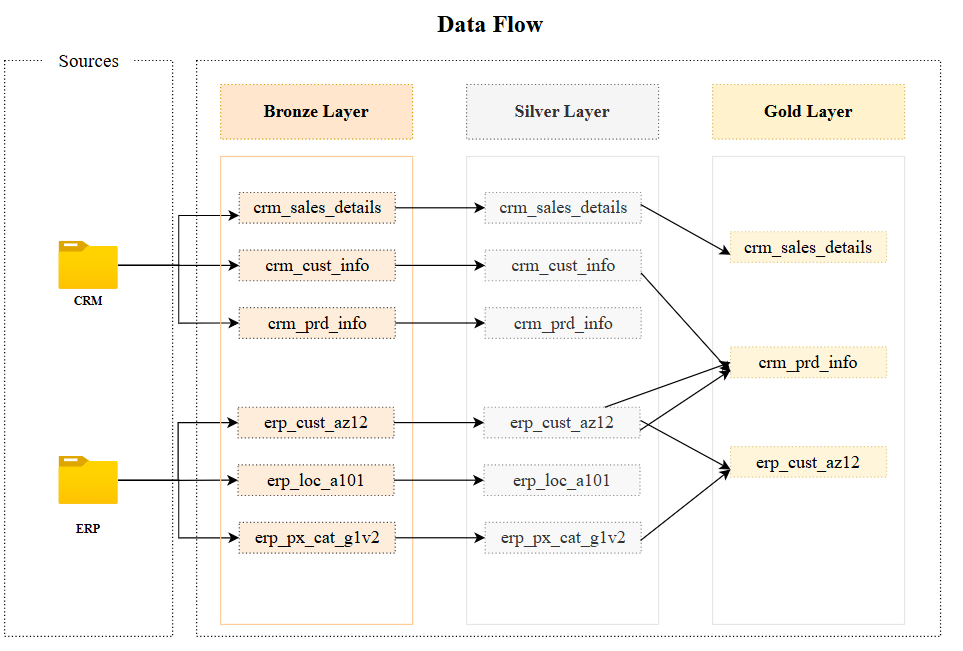 Data Flow
Sources
Bronze Layer
Silver Layer
Gold Layer
crm_sales_details
crm_sales_details
crm_sales_details
crm_cust_info
crm_cust_info
CRM
crm_prd_info
crm_prd_info
crm_prd_info
erp_cust_az12
erp_cust_az12
erp_cust_az12
erp_loc_a101
erp_loc_a101
ERP
erp_px_cat_g1v2
erp_px_cat_g1v2